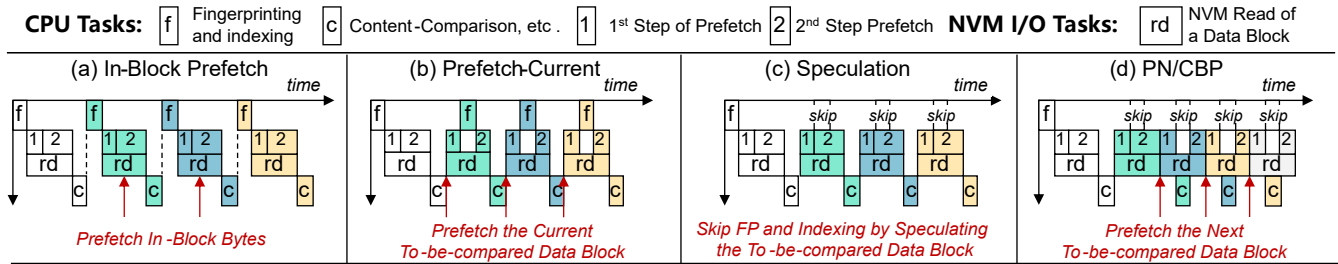 CPU Tasks: f Fingerprinting and indexing c Content-Comparison, etc . 1 1st Step of Prefetch 2 2nd Step Prefetch NVM I/O Tasks: rd NVM Read of a Data Block
(a) In-Block Prefetch
time
f f f f
1 2 1 2 1 2 1 2
rd rd rd rd
c c c c
Prefetch In -Block Bytes
(b) Prefetch-Current
time
f f f f
1 2 1 2 1 2 1 2
rd rd rd rd
c c c c
Prefetch the Current
To -be-compared Data Block
(c) Speculation
time
f skip skip skip
1 2 1 2 1 2 1 2
rd rd rd rd
c c c c
Skip FP and Indexing by Speculating
the To -be-compared Data Block
(d) PN/CBP
time
f skip skip skip skip
1 2 1 2 1 2 1 2 1 2
rd rd rd rd rd
c c c c
Prefetch the Next
To -be-compared Data Block